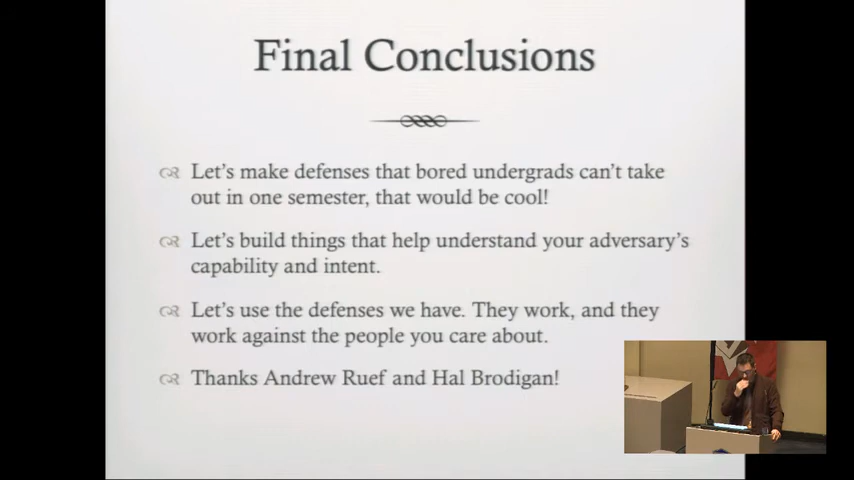 Final Conclusions
Let's make defenses that bored undergrads can't take
out in one semester, that would be cool!
Let's build things that help understand your adversary's
capability and intent.
Let's use the defenses we have. They work, and they
work against the people you care about.
Thanks Andrew Ruef and Hal Brodigan!